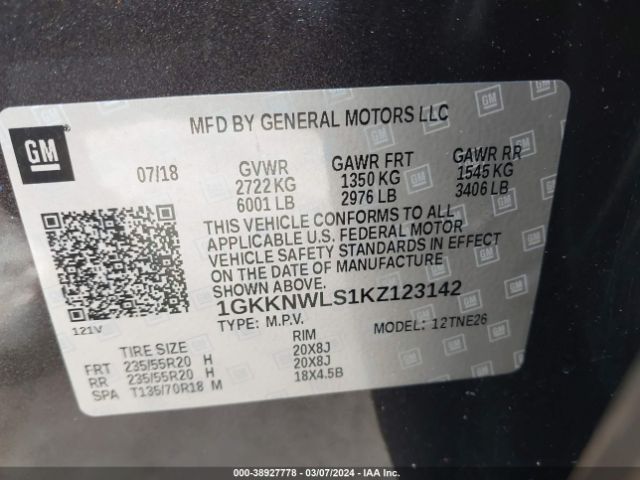 GM
MFD BY GENERAL MOTORS LLC
07/18
GVWR
2722 KG
6001 LB
GAWR FRT
1350 KG
2976 LB
GAWR RR
1545 KG
3406 LB
THIS VEHICLE CONFORMS TO ALL
APPLICABLE U.S. FEDERAL MOTOR
VEHICLE SAFETY STANDARDS IN EFFECT
ON THE DATE OF MANUFACTURE
SHOWN ABOVE.
1GKKNWLS1KZ123142
TYPE: M.P.V. MODEL: 12TNE26
121V
TIRE SIZE RIM
FRT 235/55R20 H 20X8J
RR 235/55R20 H 20X8J
SPA T135/70R18 M 18X4.5B
000-38927778 — 03/07/2024 — IAAI.COM